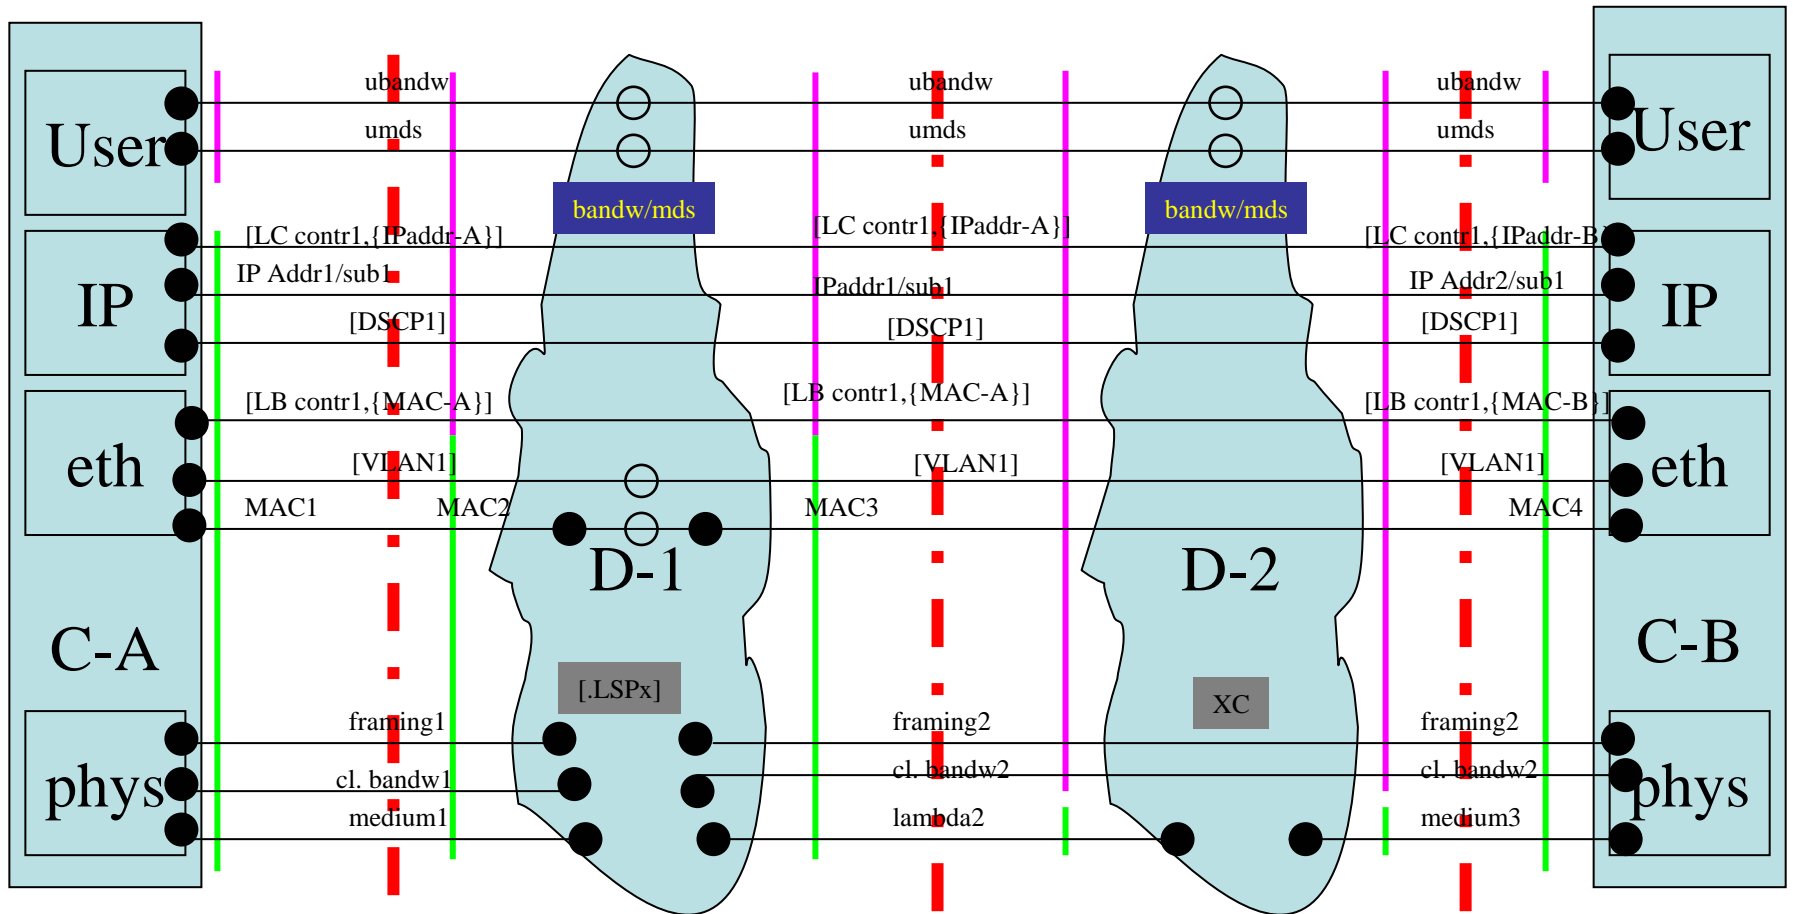 ubandw ubandw ubandw
User umds umds umds User
bandw/mds bandw/mds
[LC contr1,{IPaddr-A}] [LC contr1,{IPaddr-A}] [LC contr1,{IPaddr-B}
IP Addr1/sub1 IPaddr1/sub1 IP Addr2/sub1
IP [DSCP1] [DSCP1] [DSCP1] IP
[LB contr1,{MAC-A}] [LB contr1,{MAC-A}] [LB contr1,{MAC-B}]
eth [VLAN1] [VLAN1] [VLAN1] eth
MAC1 MAC2 MAC3 MAC4
D-1 D-2
C-A C-B
[.LSPx] XC
framing1 framing2 framing2
phys cl. bandw1 cl. bandw2 cl. bandw2 phys
medium1 lambda2 medium3